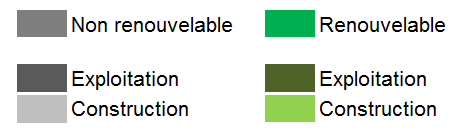 Non renouvelable Renouvelable
Exploitation Exploitation
Construction Construction